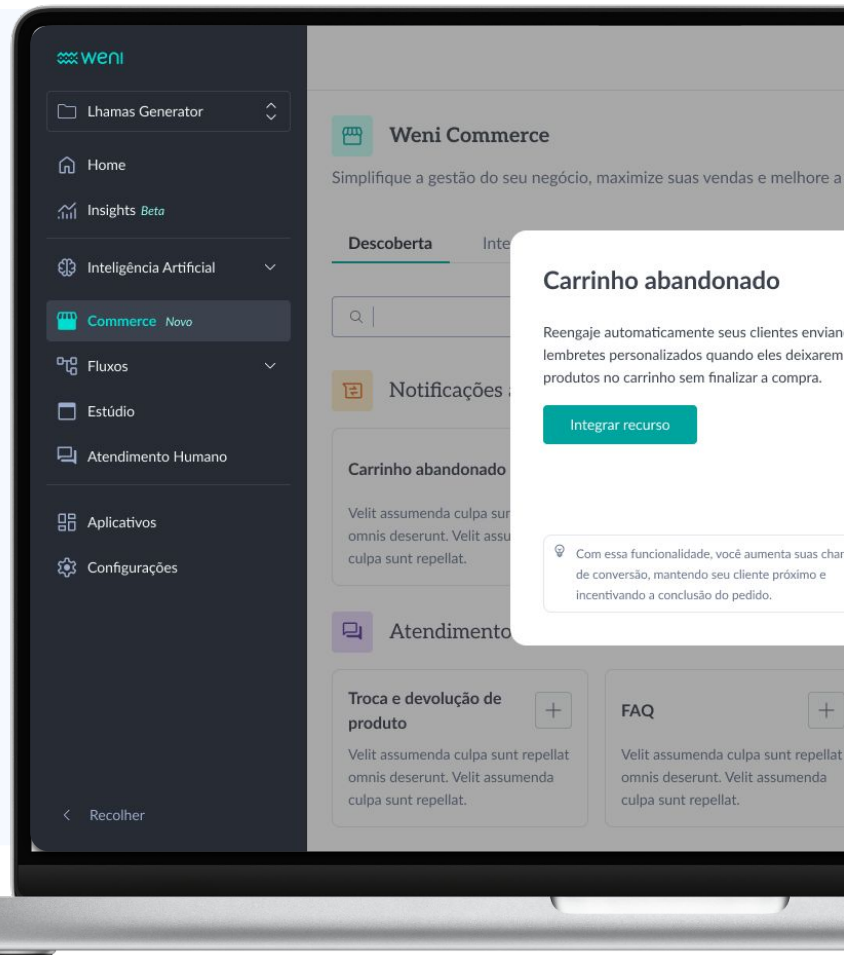 weni
Lhamas Generator
Home
Insights Beta
Inteligência Artificial
Commerce Novo
Fluxos
Estúdio
Atendimento Humano
Aplicativos
Configurações
Recolher
Weni Commerce
Simplifique a gestão do seu negócio, maximize suas vendas e melhore a
Descoberta
Notificações
Carrinho abandonado
Velit assumenda culpa
omnis deserunt. Velit
culpa sunt repellat.
Atendimento
Troca e devolução de
produto
Velit assumenda culpa sunt repellat
omnis deserunt. Velit assumenda
culpa sunt repellat.
FAQ
Velit assumenda culpa sunt repellat
omnis deserunt. Velit assumenda
culpa sunt repellat.
Carrinho abandonado
Reengaje automaticamente seus clientes
lembretes personalizados quando eles deixarem
produtos no carrinho sem finalizar a compra.
Integrar recurso
Com essa funcionalidade, você aumenta suas
de conversão, mantendo seu cliente próximo e
incentivando a conclusão do pedido.